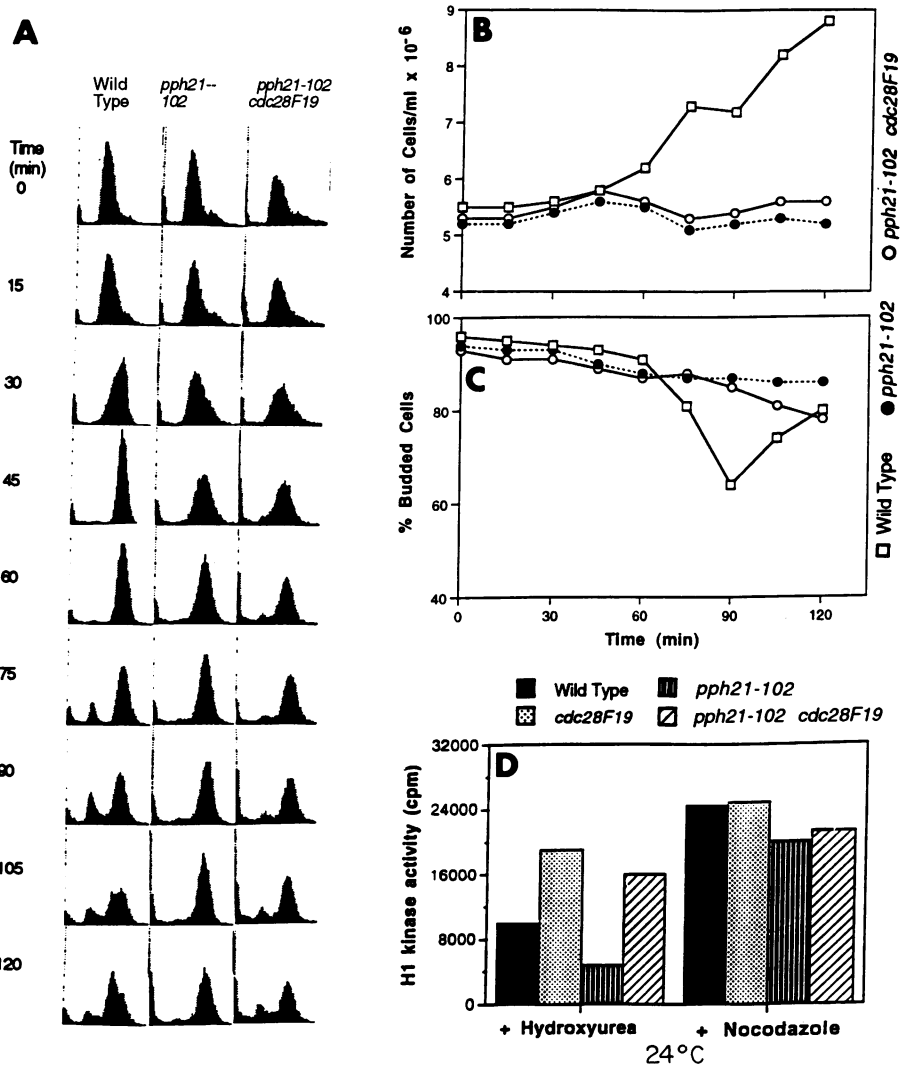 A
Wild
Type
pph21--
102
pph21-102
cdc28F19
Time
(min)
0
15
30
45
60
75
90
105
120
B
Number of Cells/ml x 10-6
9
8
7
6
5
4
C
% Budded Cells
100
80
60
40
0 30 60 90 120
Time (min)
□ Wild Type ● pph21-102 ○ pph21-102 cdc28F19
Wild Type pph21-102
cdc28F19 pph21-102 cdc28F19
D
H1 kinase activity (cpm)
32000
24000
16000
8000
0
+ Hydroxyurea + Nocodazole
24°C